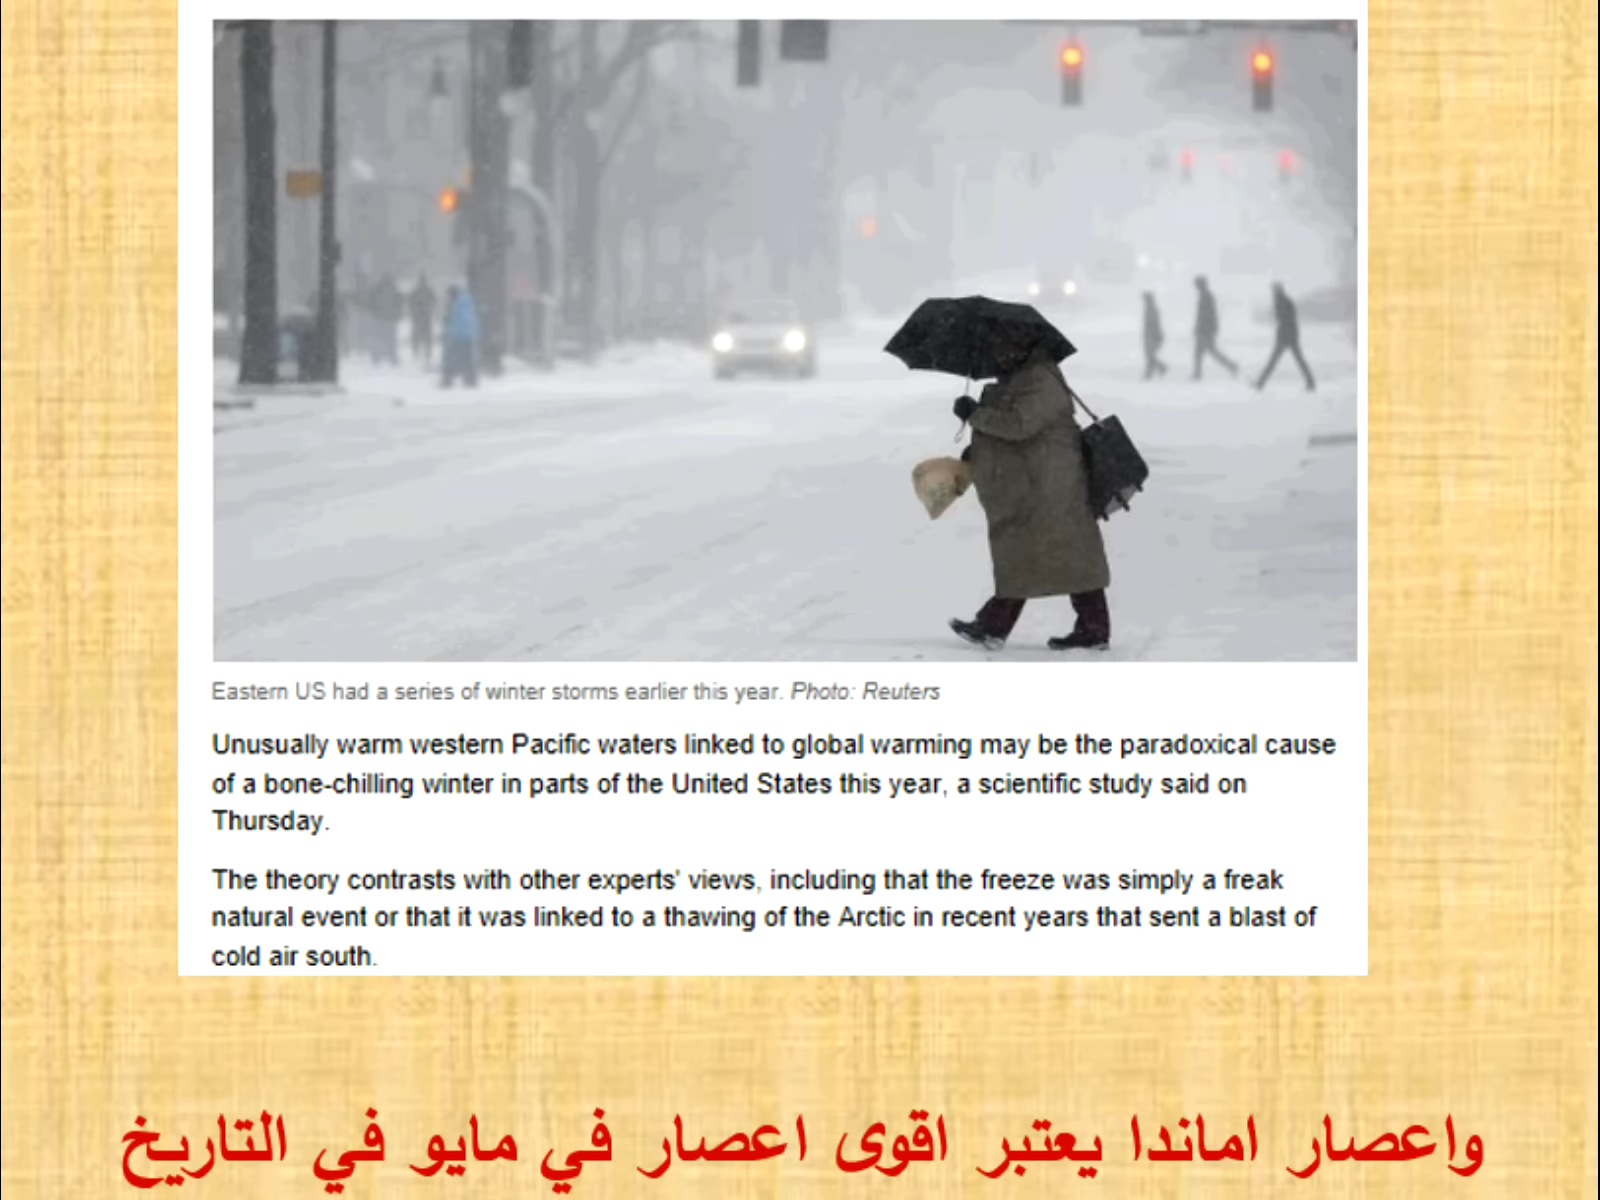 Eastern US had a series of winter storms earlier this year. Photo: Reuters
Unusually warm western Pacific waters linked to global warming may be the paradoxical cause
of a bone-chilling winter in parts of the United States this year, a scientific study said on
Thursday.
The theory contrasts with other experts' views, including that the freeze was simply a freak
natural event or that it was linked to a thawing of the Arctic in recent years that sent a blast of
cold air south.
واعصار اماندا يعتبر اقوى اعصار في مايو في التاريخ